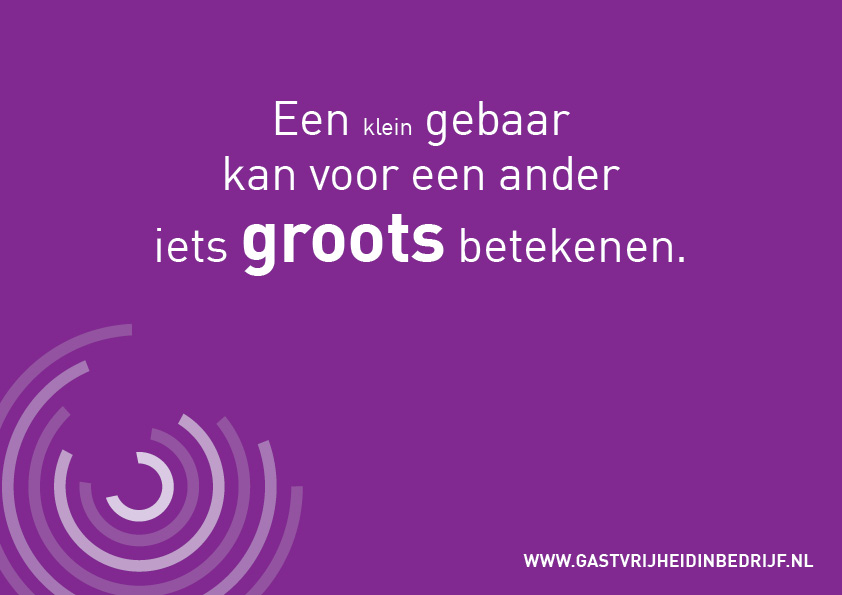 Een klein gebaar
kan voor een ander
iets groots betekenen.
WWW.GASTVRIJHEIDINBEDRIJF.NL